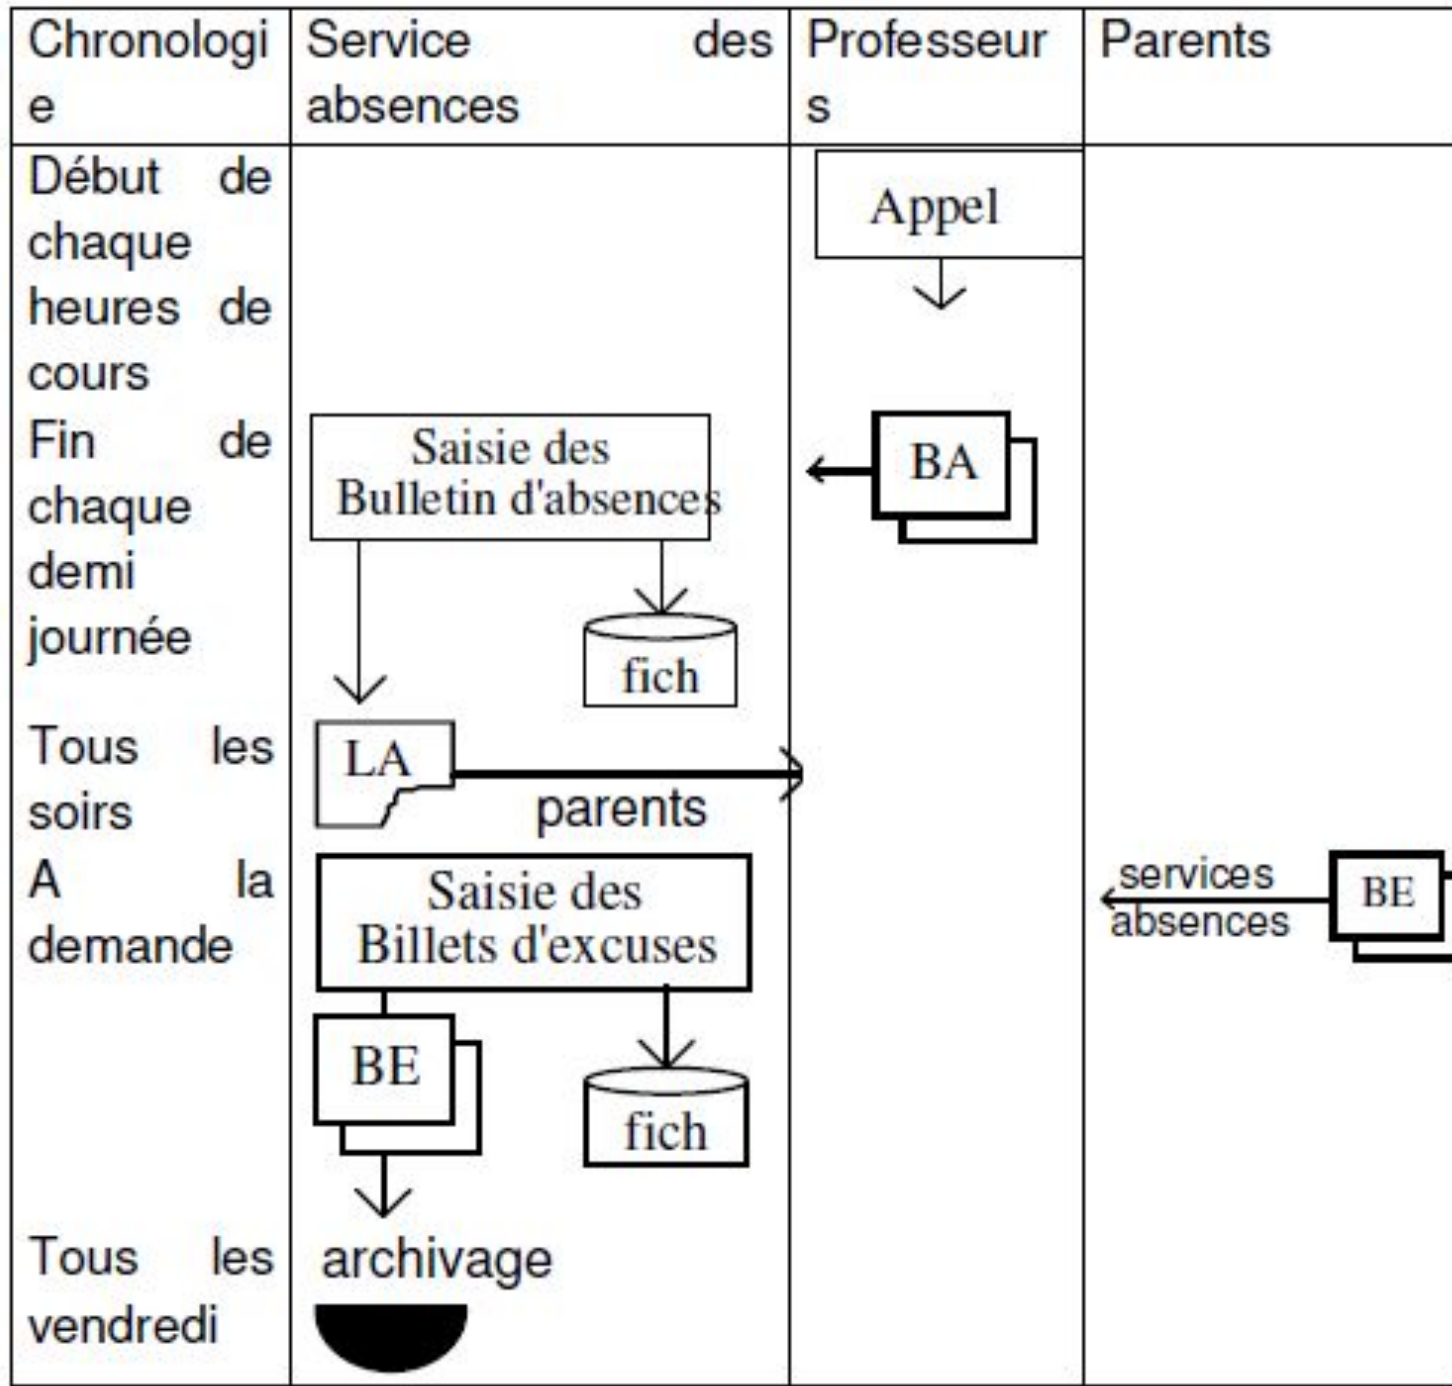 Chronologi
e
Service des
absences
Professeur
s
Parents
Début de
chaque
heures de
cours
Appel
Fin de
chaque
demi
journée
Saisie des
Bulletin d'absences
BA
fich
Tous les
soirs
LA
parents
A la
demande
Saisie des
Billets d'excuses
services
absences
BE
BE
fich
Tous les
vendredi
archivage